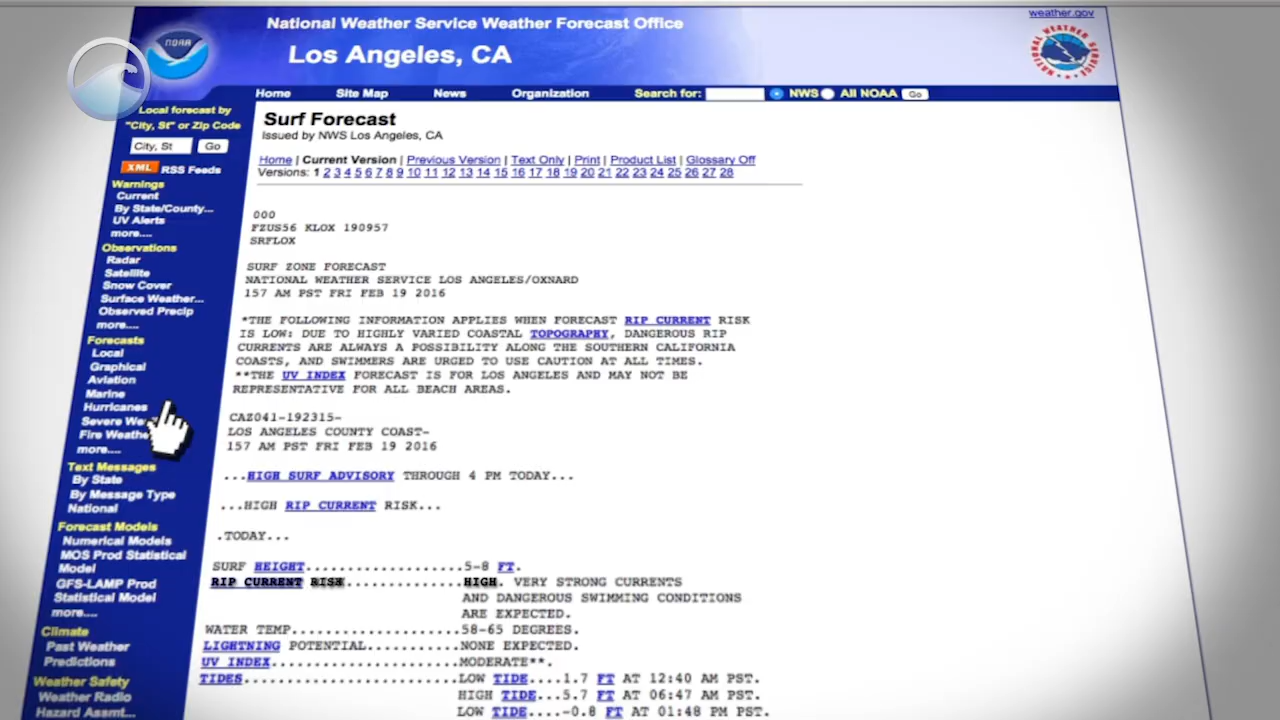 National Weather Service Weather Forecast Office
weather.gov
Los Angeles, CA
NOAA
NATIONAL WEATHER SERVICE
Home Site Map News Organization Search for: NWS All NOAA Go
Local forecast by
"City, St" or Zip Code
City, St Go
XML RSS Feeds
Warnings
Current
By State/County...
UV Alerts
more....
Observations
Radar
Satellite
Snow Cover
Surface Weather...
Observed Precip
more....
Forecasts
Local
Graphical
Aviation
Marine
Hurricanes
Severe
Fire
more....
Text Messages
By State
By Message Type
National
Forecast Models
Numerical Models
MOS Prod Statistical
Model
GFS-LAMP Prod
Statistical Model
more....
Climate
Past Weather
Predictions
Weather Safety
Weather Radio
Hazard Assmt...
Surf Forecast
Issued by NWS Los Angeles, CA
Home | Current Version | Previous Version | Text Only | Print | Product List | Glossary Off
Versions: 1 2 3 4 5 6 7 8 9 10 11 12 13 14 15 16 17 18 19 20 21 22 23 24 25 26 27 28
000
FZUS56 KLOX 190957
SRFLOX
SURF ZONE FORECAST
NATIONAL WEATHER SERVICE LOS ANGELES/OXNARD
157 AM PST FRI FEB 19 2016
*THE FOLLOWING INFORMATION APPLIES WHEN FORECAST RIP CURRENT RISK
IS LOW: DUE TO HIGHLY VARIED COASTAL TOPOGRAPHY, DANGEROUS RIP
CURRENTS ARE ALWAYS A POSSIBILITY ALONG THE SOUTHERN CALIFORNIA
COASTS, AND SWIMMERS ARE URGED TO USE CAUTION AT ALL TIMES.
**THE UV INDEX FORECAST IS FOR LOS ANGELES AND MAY NOT BE
REPRESENTATIVE FOR ALL BEACH AREAS.
CAZ041-192315-
LOS ANGELES COUNTY COAST-
157 AM PST FRI FEB 19 2016
...HIGH SURF ADVISORY THROUGH 4 PM TODAY...
...HIGH RIP CURRENT RISK...
.TODAY...
SURF HEIGHT..................5-8 FT.
RIP CURRENT RISK.............HIGH. VERY STRONG CURRENTS
AND DANGEROUS SWIMMING CONDITIONS
ARE EXPECTED.
WATER TEMP...................58-65 DEGREES.
LIGHTNING POTENTIAL..........NONE EXPECTED.
UV INDEX.....................MODERATE**.
TIDES........................LOW TIDE....1.7 FT AT 12:40 AM PST.
HIGH TIDE...5.7 FT AT 06:47 AM PST.
LOW TIDE....-0.8 FT AT 01:48 PM PST.